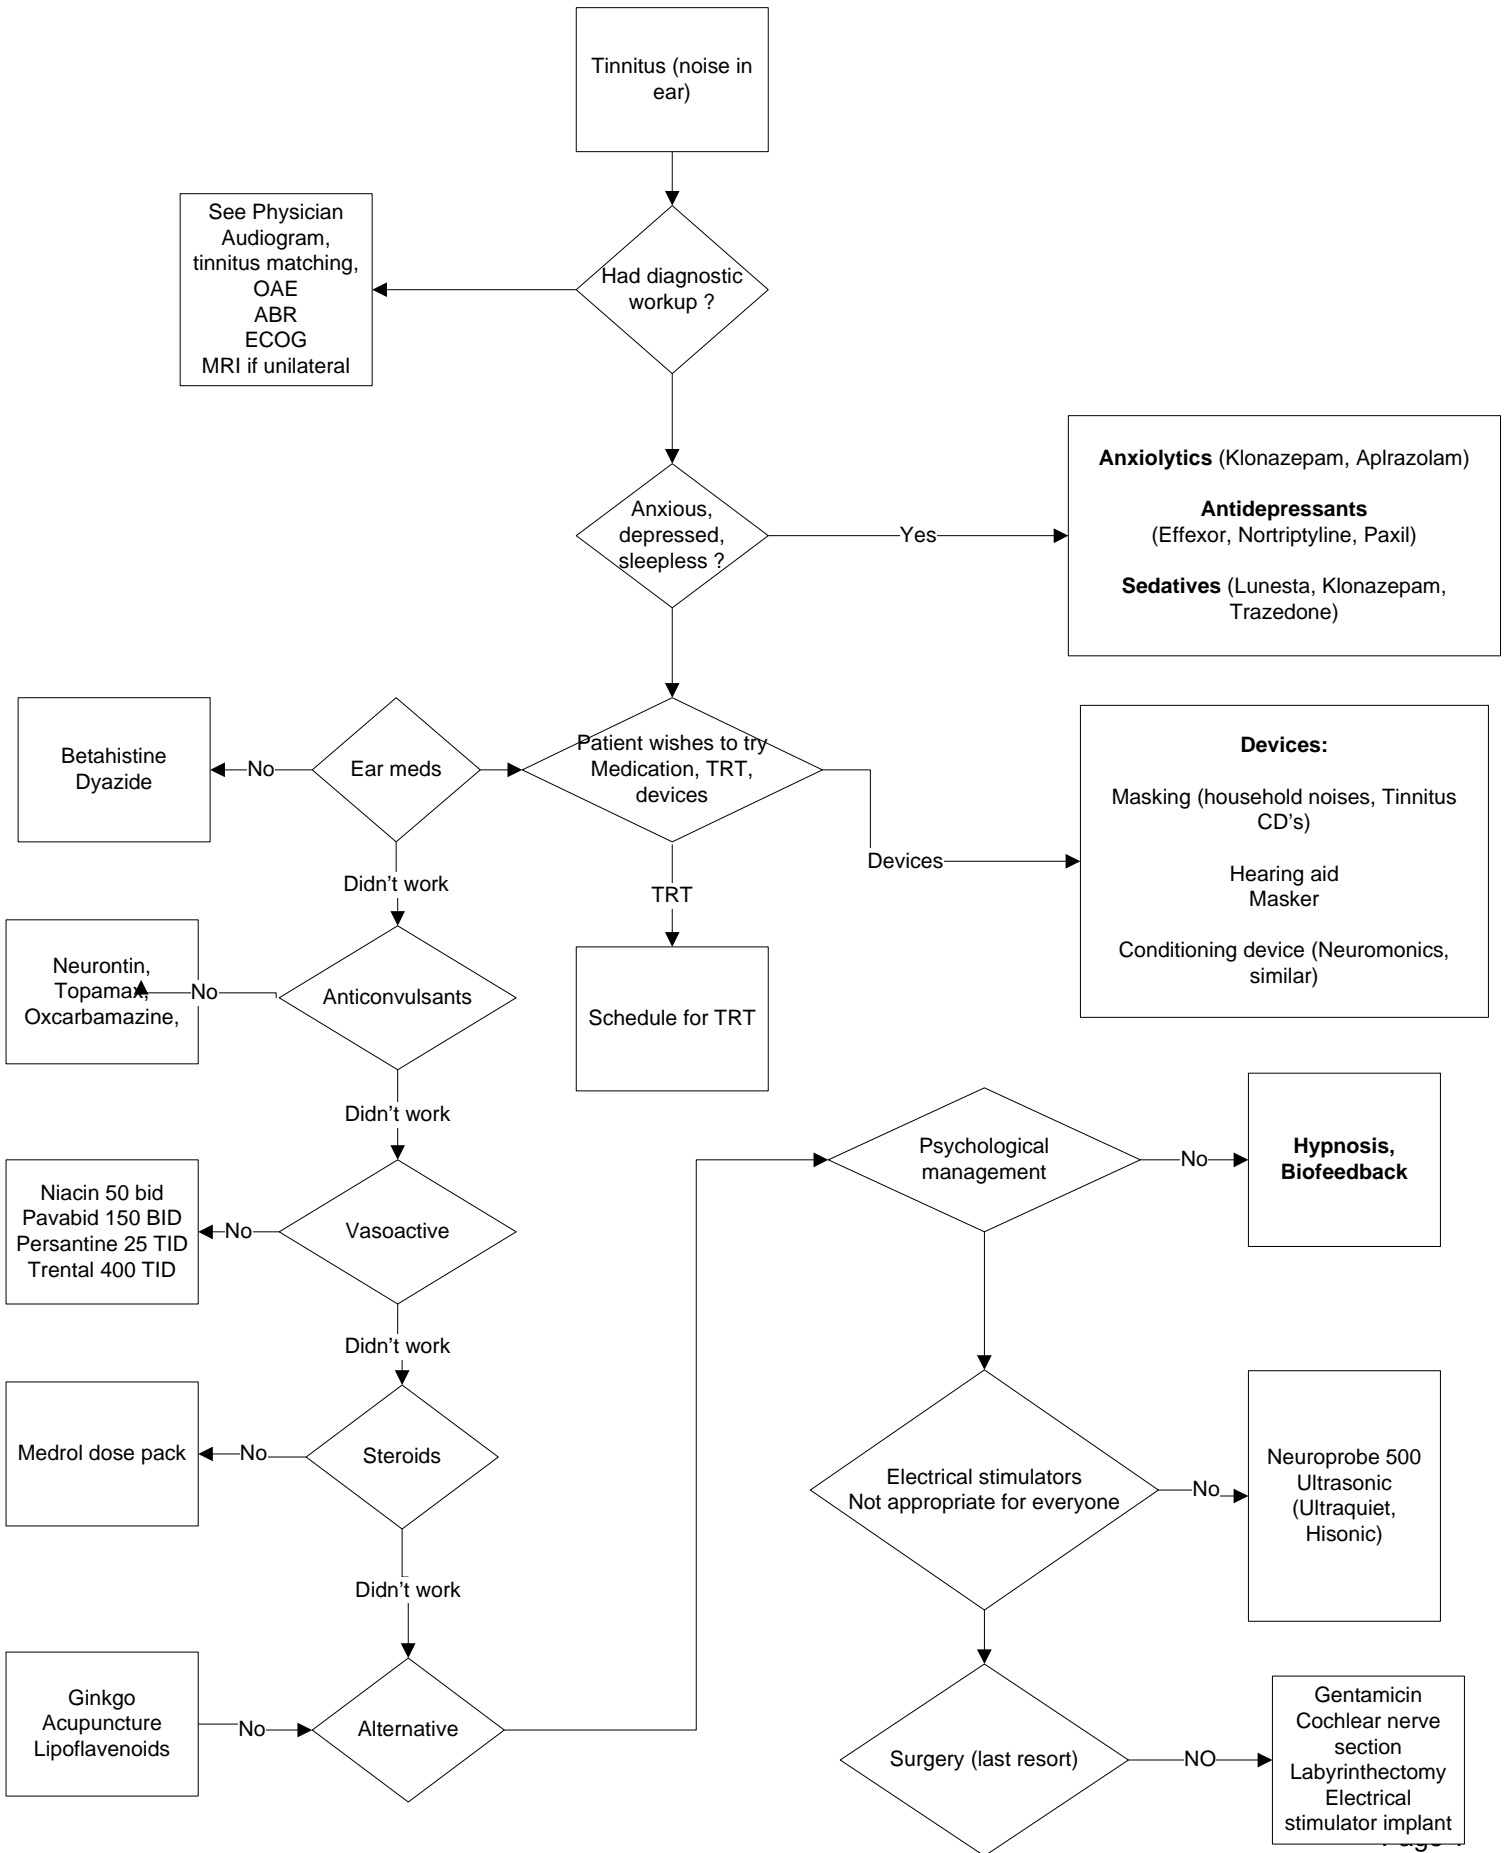 Tinnitus (noise in
ear)
See Physician
Audiogram,
tinnitus matching,
OAE
ABR
ECOG
MRI if unilateral
Had diagnostic
workup ?
Anxious,
depressed,
sleepless ?
Yes
Anxiolytics (Klonazepam, Aplrazolam)
Antidepressants
(Effexor, Nortriptyline, Paxil)
Sedatives (Lunesta, Klonazepam,
Trazedone)
Betahistine
Dyazide
No
Ear meds
Patient wishes to try
Medication, TRT,
devices
Devices
Devices:
Masking (household noises, Tinnitus
CD's)
Hearing aid
Masker
Conditioning device (Neuromonics,
similar)
Didn't work
TRT
Schedule for TRT
Neurontin,
Topamax,
Oxcarbamazine,
No
Anticonvulsants
Didn't work
Niacin 50 bid
Pavabid 150 BID
Persantine 25 TID
Trental 400 TID
No
Vasoactive
Didn't work
Medrol dose pack
No
Steroids
Didn't work
Ginkgo
Acupuncture
Lipoflavenoids
No
Alternative
Psychological
management
No
Hypnosis,
Biofeedback
Electrical stimulators
Not appropriate for everyone
No
Neuroprobe 500
Ultrasonic
(Ultraquiet,
Hisonic)
Surgery (last resort)
NO
Gentamicin
Cochlear nerve
section
Labyrinthectomy
Electrical
stimulator implant